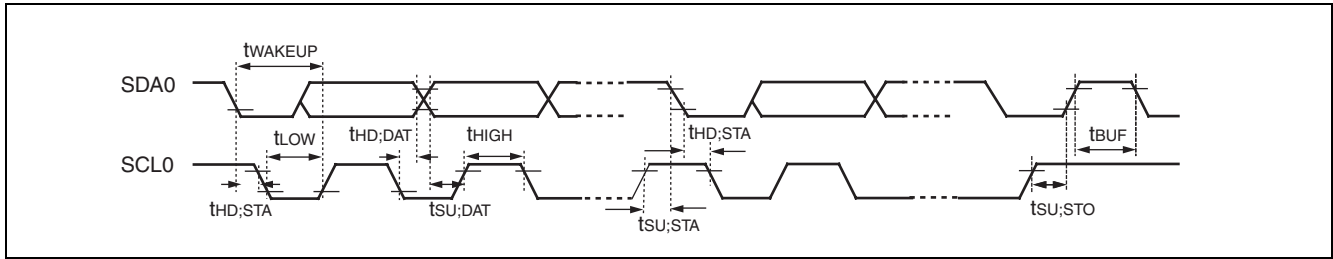 tWAKEUP
SDA0
tLOW
tHD;DAT
tHIGH
tHD;STA
tBUF
SCL0
tHD;STA
tSU;DAT
tSU;STA
tSU;STO